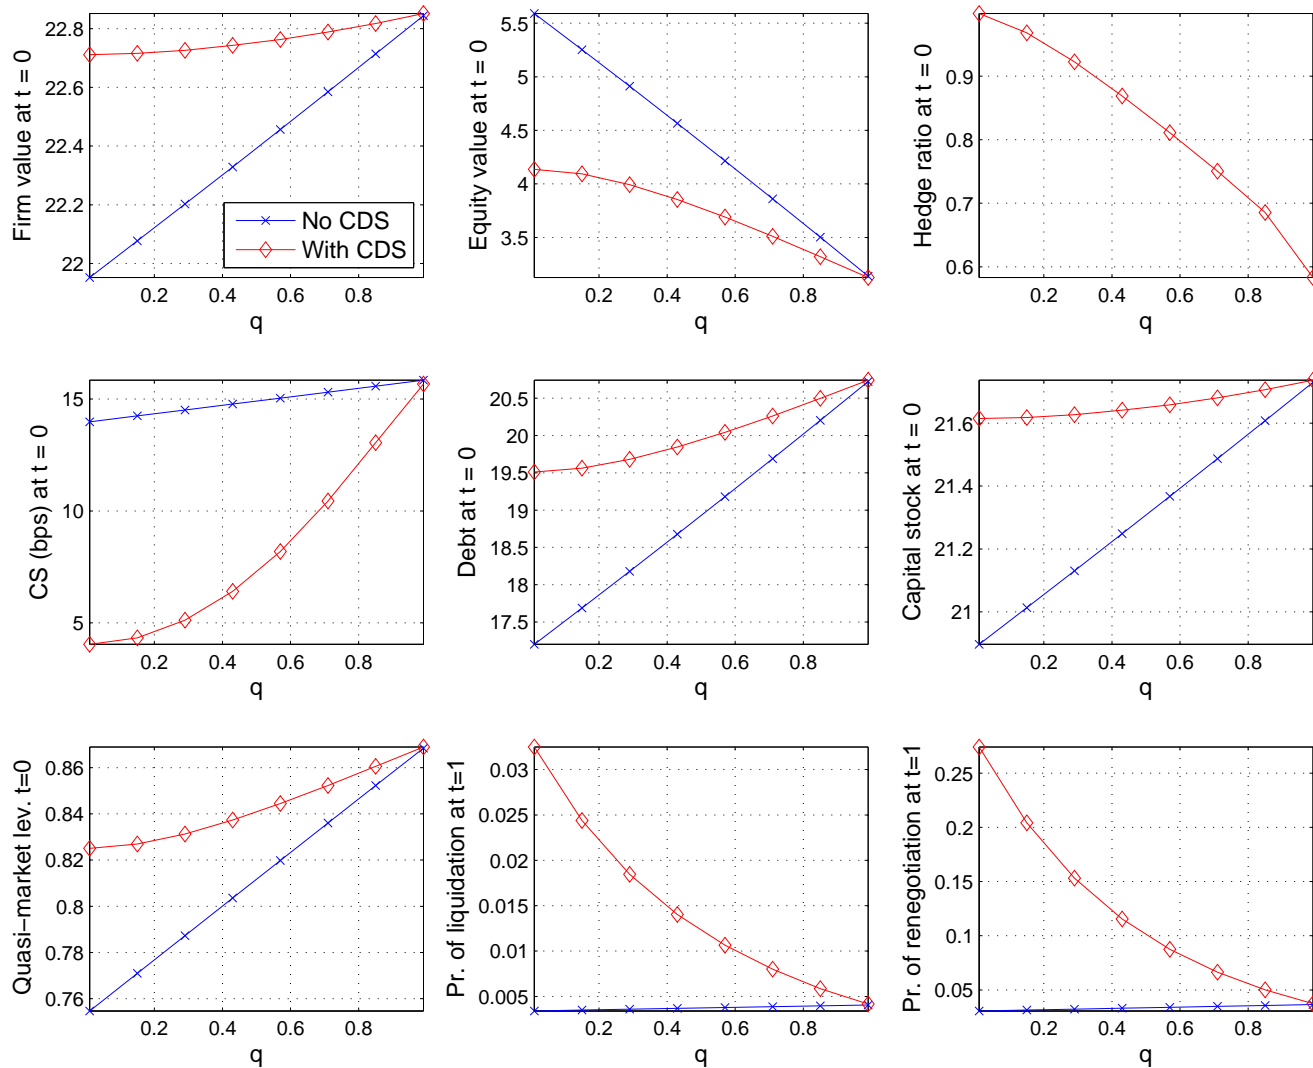 22.8
22.6
22.4
22.2
22
Firm value at t = 0
No CDS
With CDS
0.2 0.4 0.6 0.8
q
5.5
5
4.5
4
3.5
Equity value at t = 0
0.2 0.4 0.6 0.8
q
0.9
0.8
0.7
0.6
Hedge ratio at t = 0
0.2 0.4 0.6 0.8
q
15
10
5
CS (bps) at t = 0
0.2 0.4 0.6 0.8
q
20.5
20
19.5
19
18.5
18
17.5
Debt at t = 0
0.2 0.4 0.6 0.8
q
21.6
21.4
21.2
21
Capital stock at t = 0
0.2 0.4 0.6 0.8
q
0.86
0.84
0.82
0.8
0.78
0.76
Quasi−market lev. t=0
0.2 0.4 0.6 0.8
q
0.03
0.025
0.02
0.015
0.01
0.005
Pr. of liquidation at t=1
0.2 0.4 0.6 0.8
q
0.25
0.2
0.15
0.1
0.05
Pr. of renegotiation at t=1
0.2 0.4 0.6 0.8
q